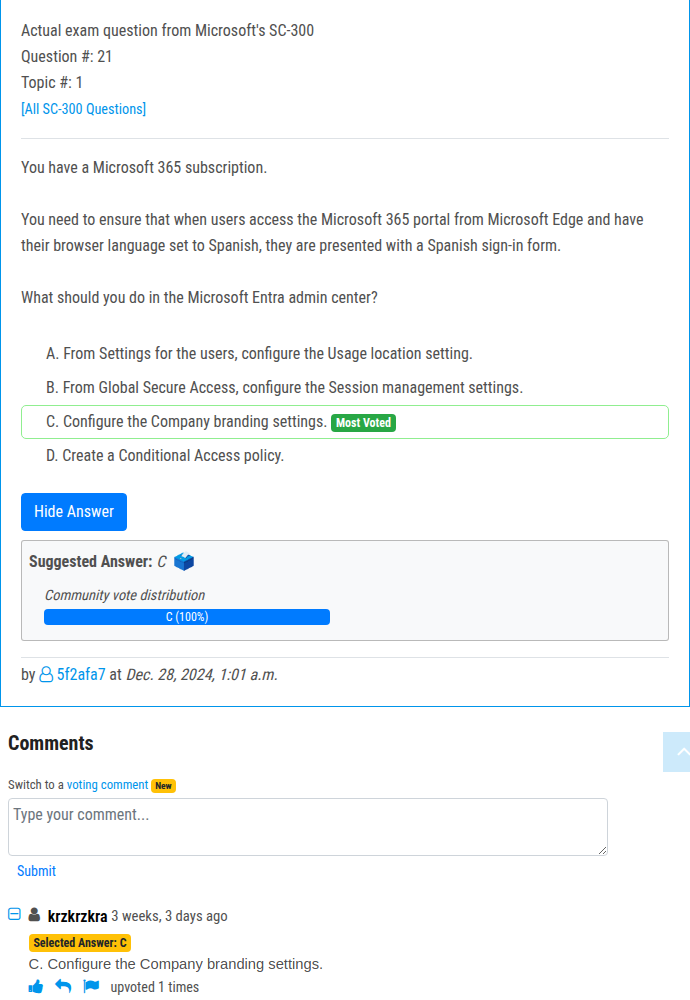 Actual exam question from Microsoft's SC-300
Question #: 21
Topic #: 1
[All SC-300 Questions]
You have a Microsoft 365 subscription.
You need to ensure that when users access the Microsoft 365 portal from Microsoft Edge and have
their browser language set to Spanish, they are presented with a Spanish sign-in form.
What should you do in the Microsoft Entra admin center?
A. From Settings for the users, configure the Usage location setting.
B. From Global Secure Access, configure the Session management settings.
C. Configure the Company branding settings. Most Voted
D. Create a Conditional Access policy.
Hide Answer
Suggested Answer: C
Community vote distribution
C (100%)
by 5f2afa7 at Dec. 28, 2024, 1:01 a.m.
Comments
Switch to a voting comment New
Type your comment...
Submit
krzkrzkra 3 weeks, 3 days ago
Selected Answer: C
C. Configure the Company branding settings.
upvoted 1 times